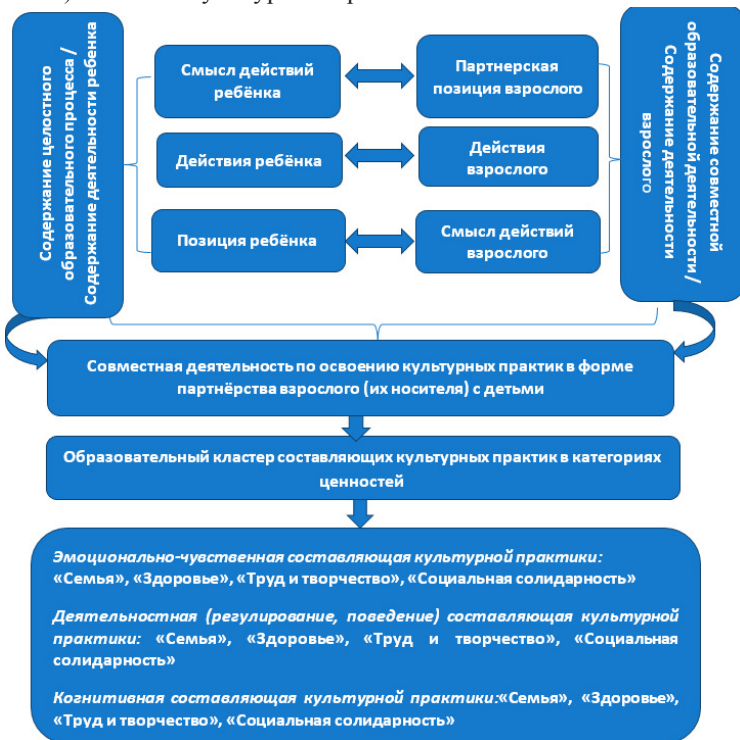 Содержание целостного
образовательного процесса /
Содержание деятельности ребенка
Смысл действий
ребёнка
Партнерская
позиция взрослого
Действия ребёнка
Действия
взрослого
Позиция ребёнка
Смысл действий
взрослого
Содержание совместной
образовательной деятельности /
Содержание деятельности
взрослого
Совместная деятельность по освоению культурных практик в форме
партнёрства взрослого (их носителя) с детьми
Образовательный кластер составляющих культурных практик в категориях
ценностей
Эмоционально-чувственная составляющая культурной практики:
«Семья», «Здоровье», «Труд и творчество», «Социальная солидарность»
Деятельностная (регулирование, поведение) составляющая культурной
практики: «Семья», «Здоровье», «Труд и творчество», «Социальная
солидарность»
Когнитивная составляющая культурной практики:«Семья», «Здоровье»,
«Труд и творчество», «Социальная солидарность»